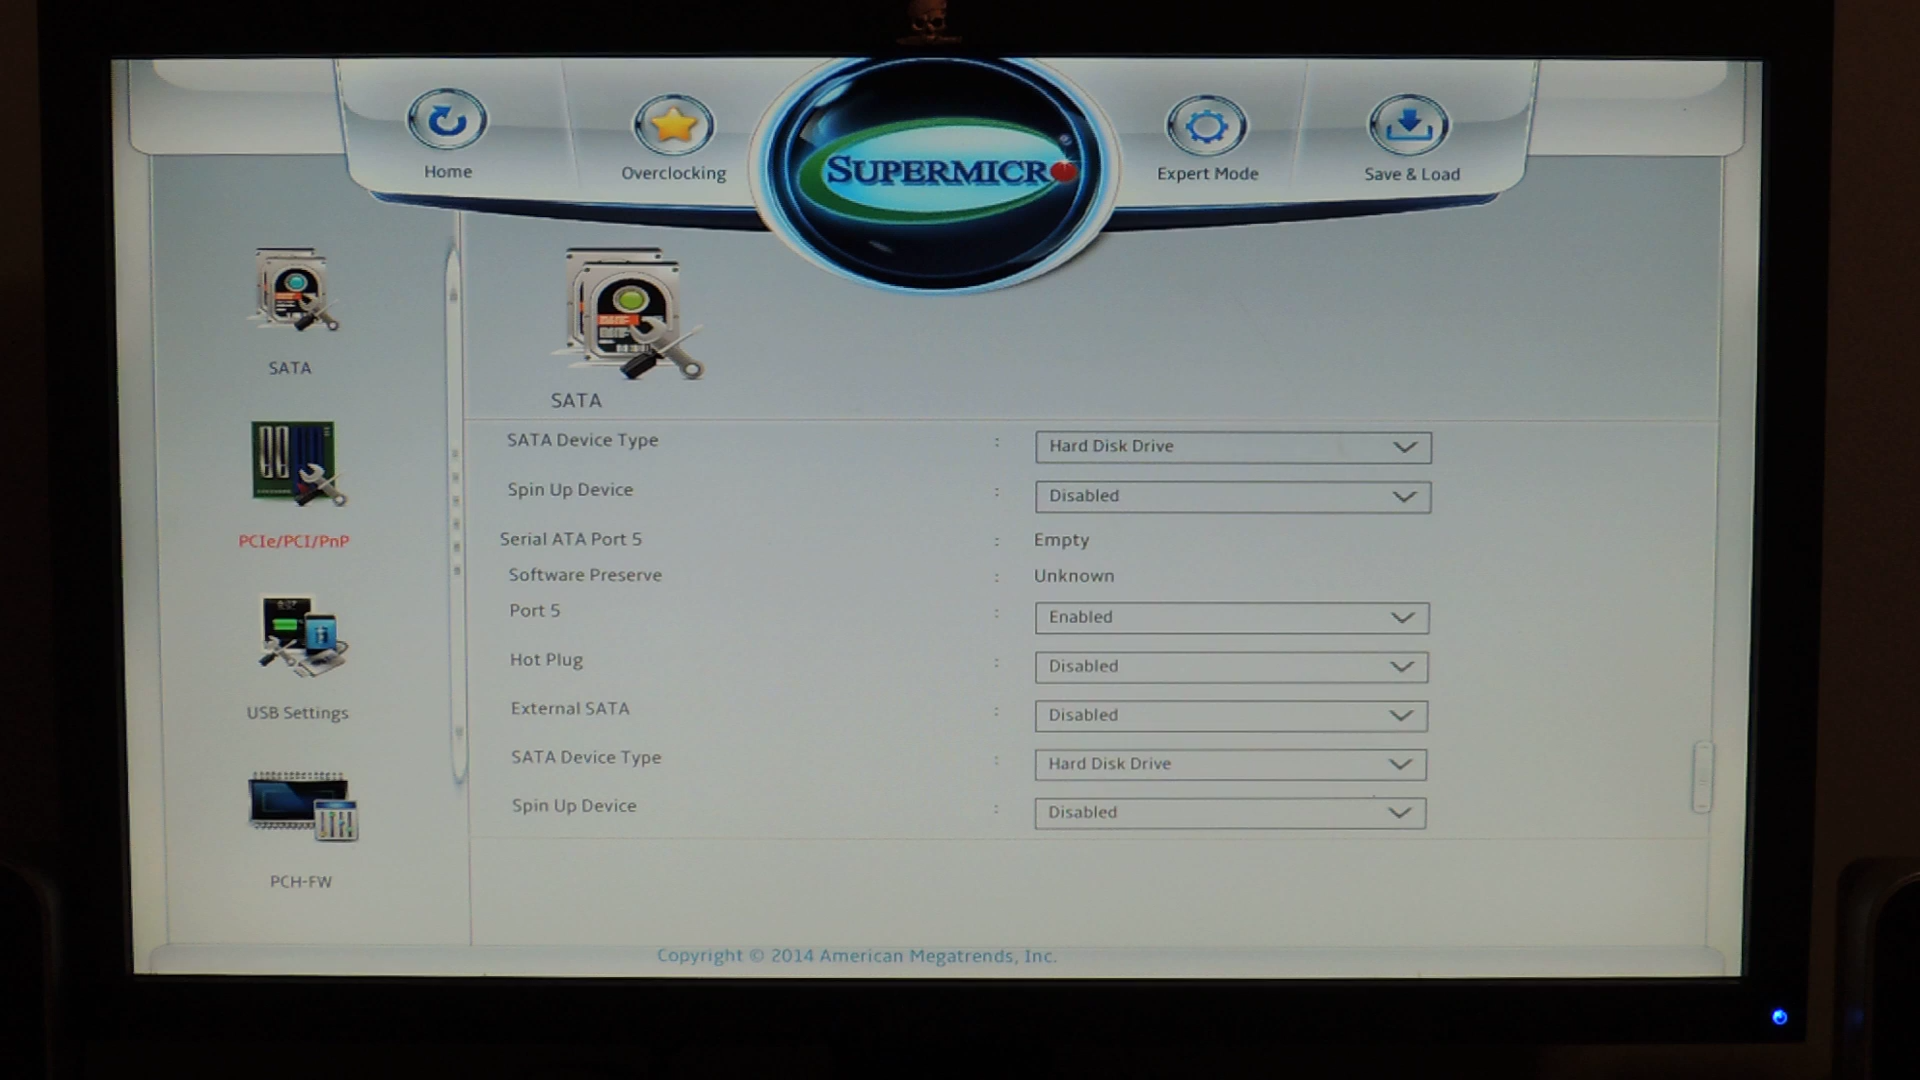 Home
Overclocking
SUPERMICR
Expert Mode
Save & Load
SATA
PCIe/PCI/PnP
USB Settings
PCH-FW
SATA
SATA Device Type : Hard Disk Drive
Spin Up Device : Disabled
Serial ATA Port 5 : Empty
Software Preserve : Unknown
Port 5 : Enabled
Hot Plug : Disabled
External SATA : Disabled
SATA Device Type : Hard Disk Drive
Spin Up Device : Disabled
Copyright © 2014 American Megatrends, Inc.